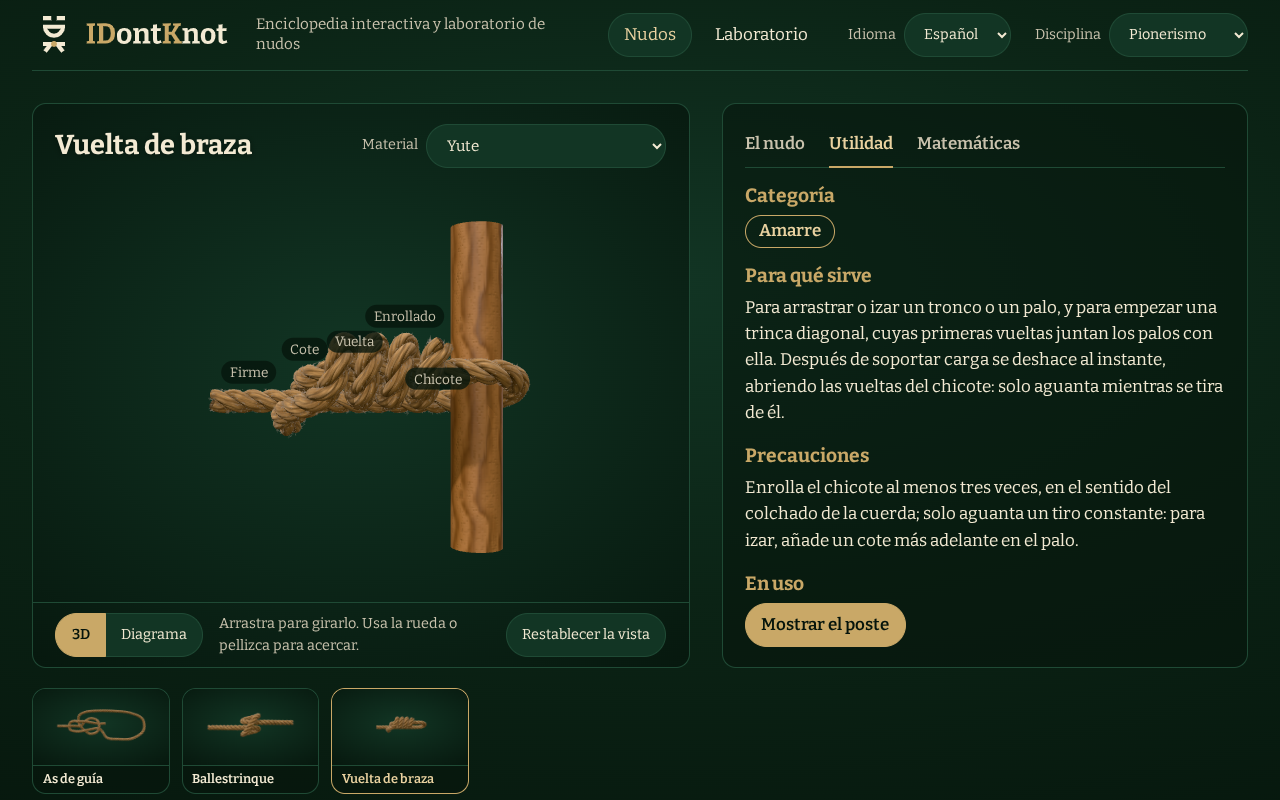 IDontKnot
Enciclopedia interactiva y laboratorio de
nudos
Nudos
Laboratorio
Idioma
Español
Disciplina
Pionerismo
Vuelta de braza
Material
Yute
Enrollado
Vuelta
Cote
Firme
Chicote
3D
Diagrama
Arrastra para girarlo. Usa la rueda o
pellizca para acercar.
Restablecer la vista
El nudo
Utilidad
Matemáticas
Categoría
Amarre
Para qué sirve
Para arrastrar o izar un tronco o un palo, y para empezar una
trinca diagonal, cuyas primeras vueltas juntan los palos con
ella. Después de soportar carga se deshace al instante,
abriendo las vueltas del chicote: solo aguanta mientras se tira
de él.
Precauciones
Enrolla el chicote al menos tres veces, en el sentido del
colchado de la cuerda; solo aguanta un tiro constante: para
izar, añade un cote más adelante en el palo.
En uso
Mostrar el poste
As de guía
Ballestrinque
Vuelta de braza